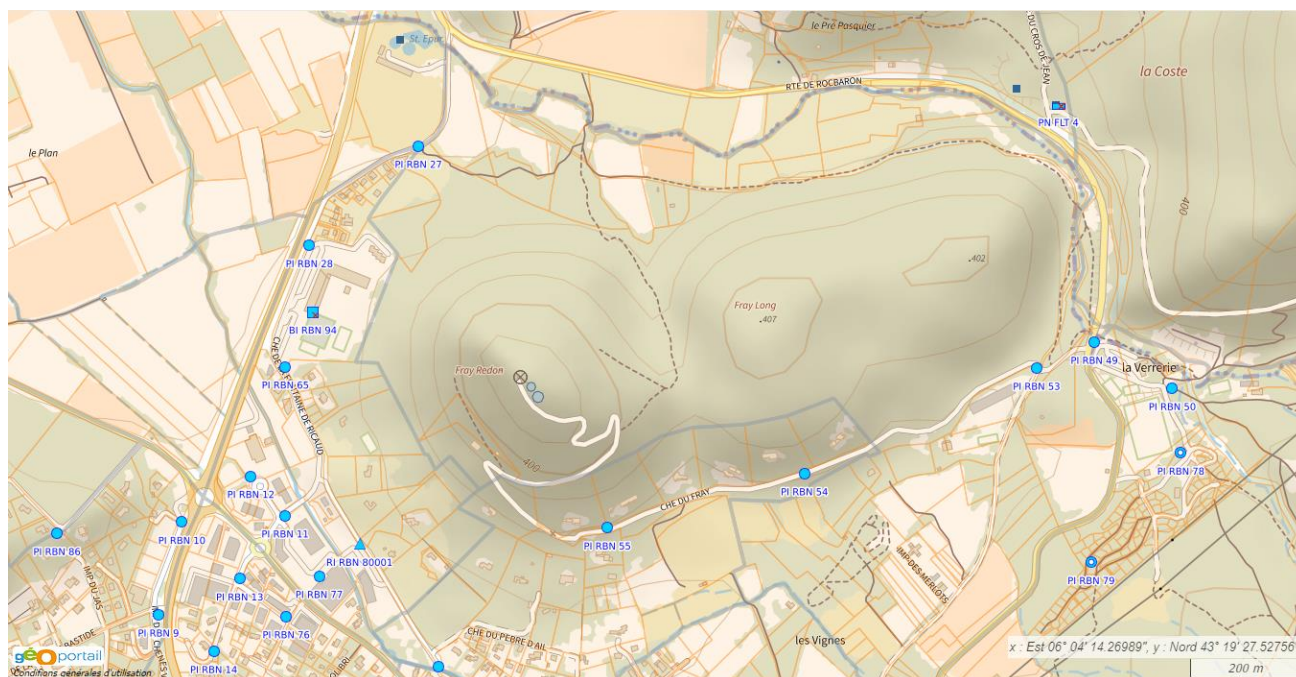 le Pré Pasquier
St. Epur
DU CROS DE JEAN
la Coste
RTE DE ROCBARON
PN FLT 4
le Plan
PI RBN 27
400
PI RBN 28
402
Fray Long
407
BI RBN 94
PI RBN 49
Fray Redon
PI RBN 65
PI RBN 53
la Verrerie
PI RBN 50
CHE DE LA FONTAINE DE RICAUD
400
PI RBN 78
PI RBN 12
PI RBN 54
CHE DU FRAY
PI RBN 11
PI RBN 10
PI RBN 86
PI RBN 55
RI RBN 80001
IMP DES MERLOTS
PI RBN 79
IMP DU JAS
PI RBN 13
PI RBN 77
PI RBN 9
PI RBN 76
CHE DU PEBRE D'AIL
les Vignes
BASTIDE
PI RBN 14
x : Est 06° 04' 14.26989", y : Nord 43° 19' 27.52756"
géoportail
200 m
Conditions générales d'utilisation